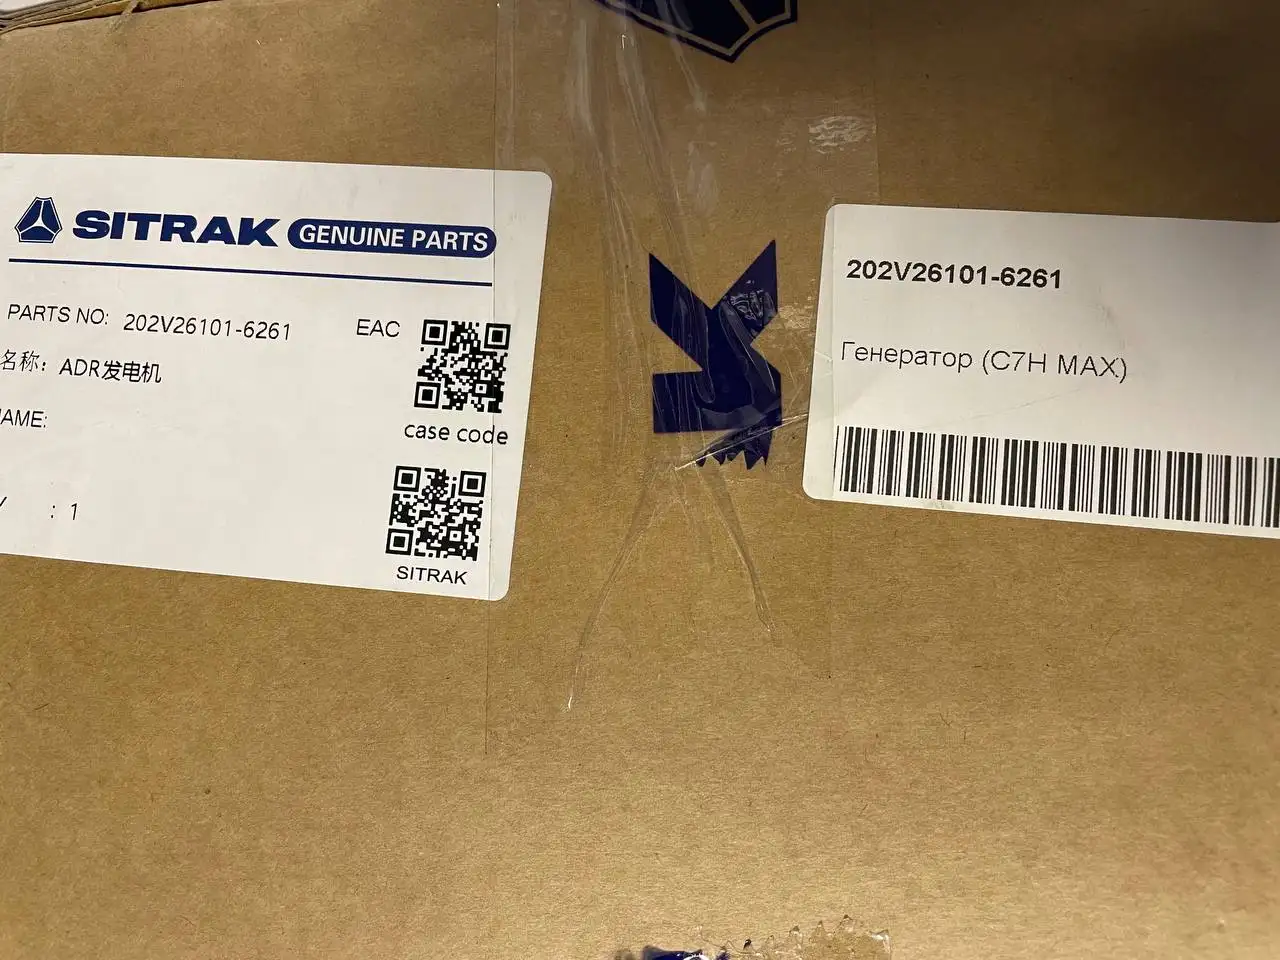 SITRAK GENUINE PARTS
PARTS NO: 202V26101-6261 EAC
名称: ADR发电机
case code
AME:
: 1
SITRAK
202V26101-6261
Генератор (C7H MAX)